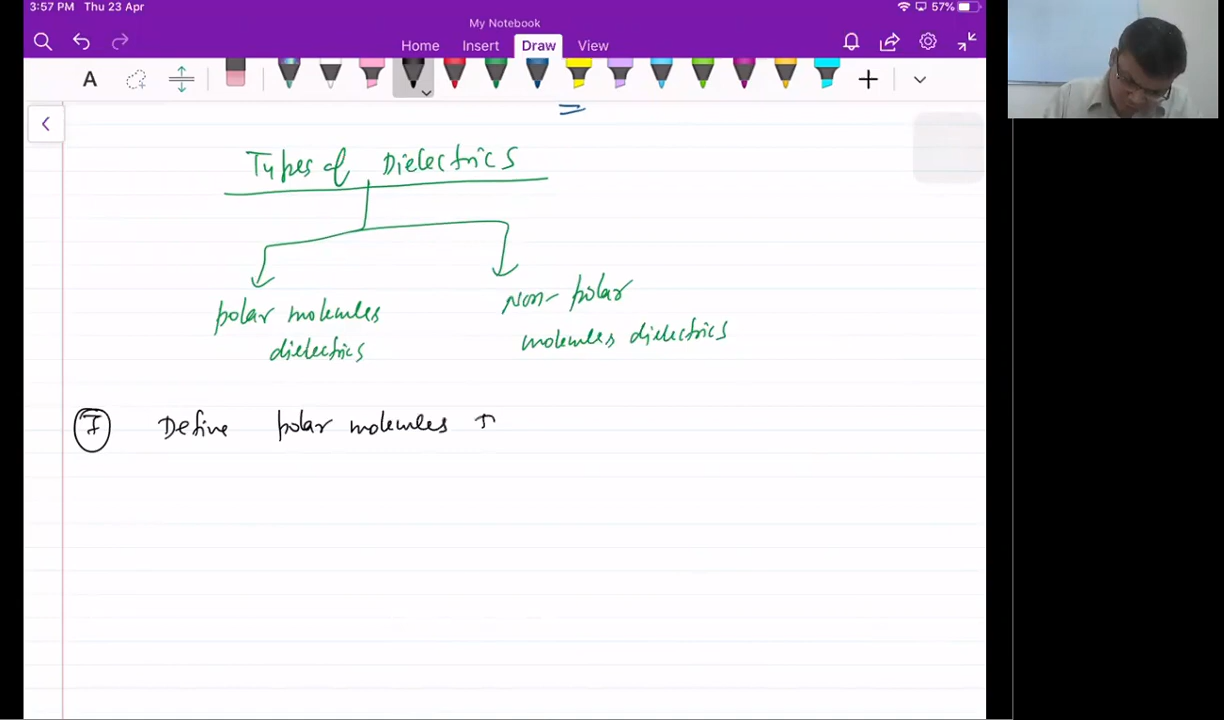 3:57 PM Thu 23 Apr
57%
My Notebook
Home Insert Draw View
A
Types of Dielectrics
polar molecules
dielectrics
Non-polar
molecules dielectrics
7 Define polar molecules